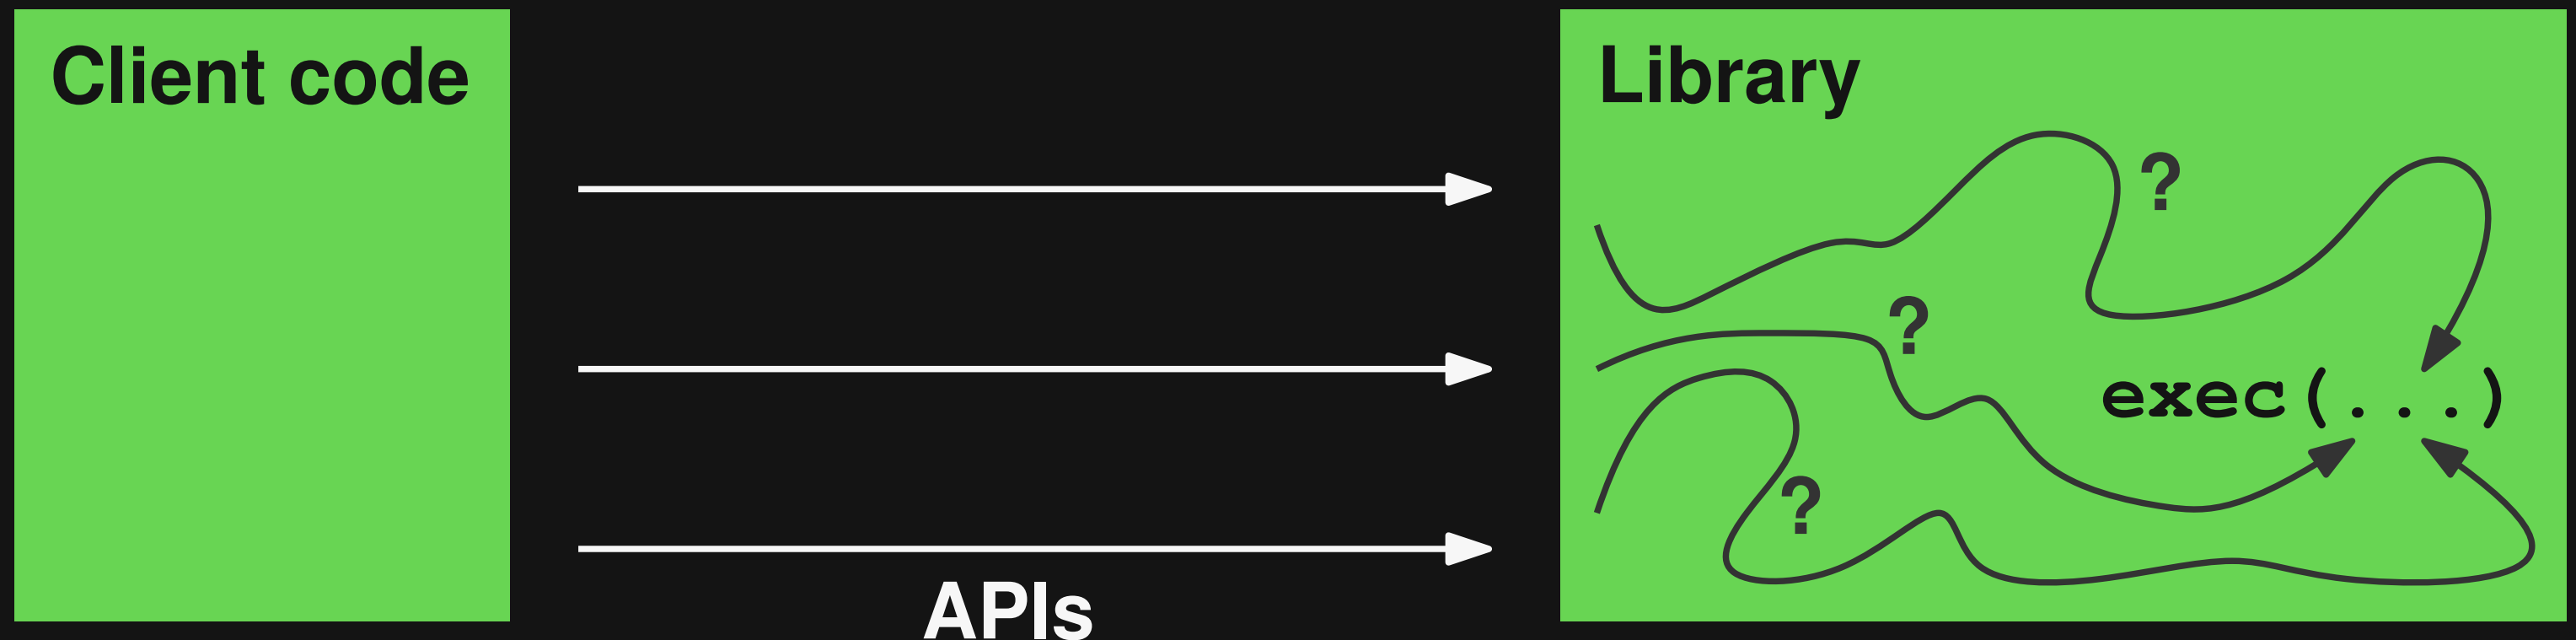 Client code
Library
?
?
exec(...)
?
APIs